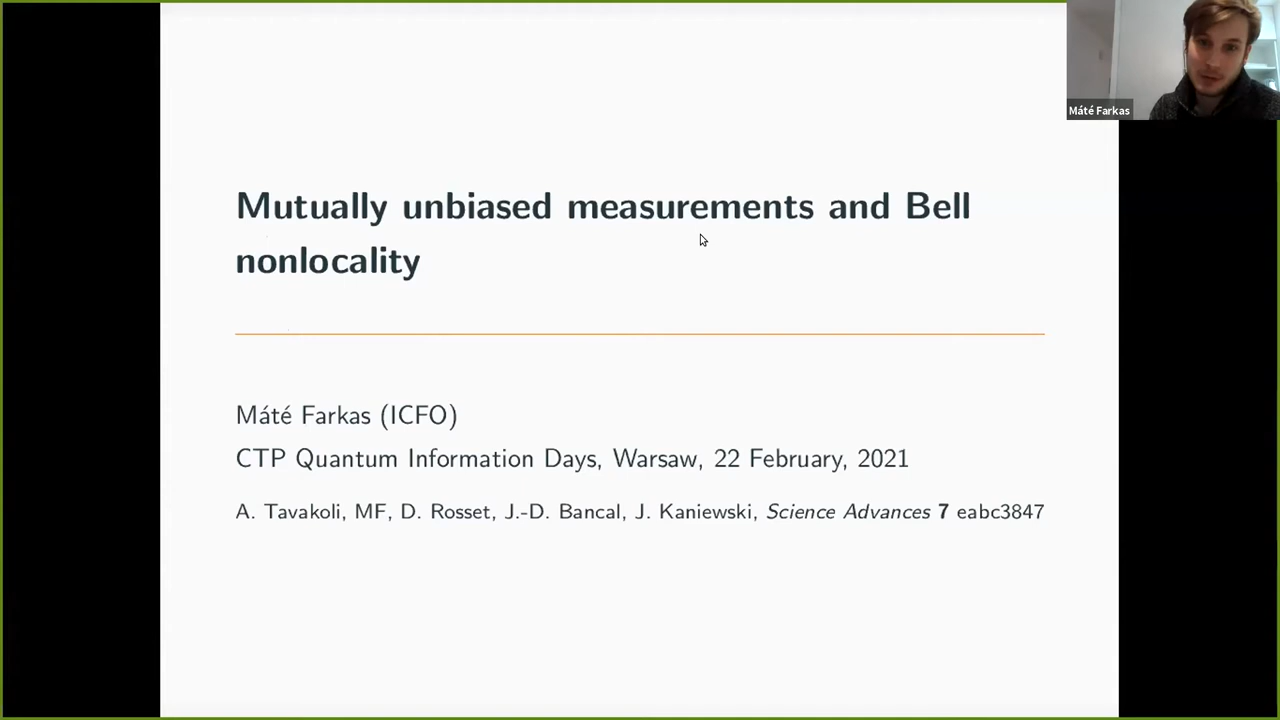 Máté Farkas
Mutually unbiased measurements and Bell
nonlocality
Máté Farkas (ICFO)
CTP Quantum Information Days, Warsaw, 22 February, 2021
A. Tavakoli, MF, D. Rosset, J.-D. Bancal, J. Kaniewski, Science Advances 7 eabc3847